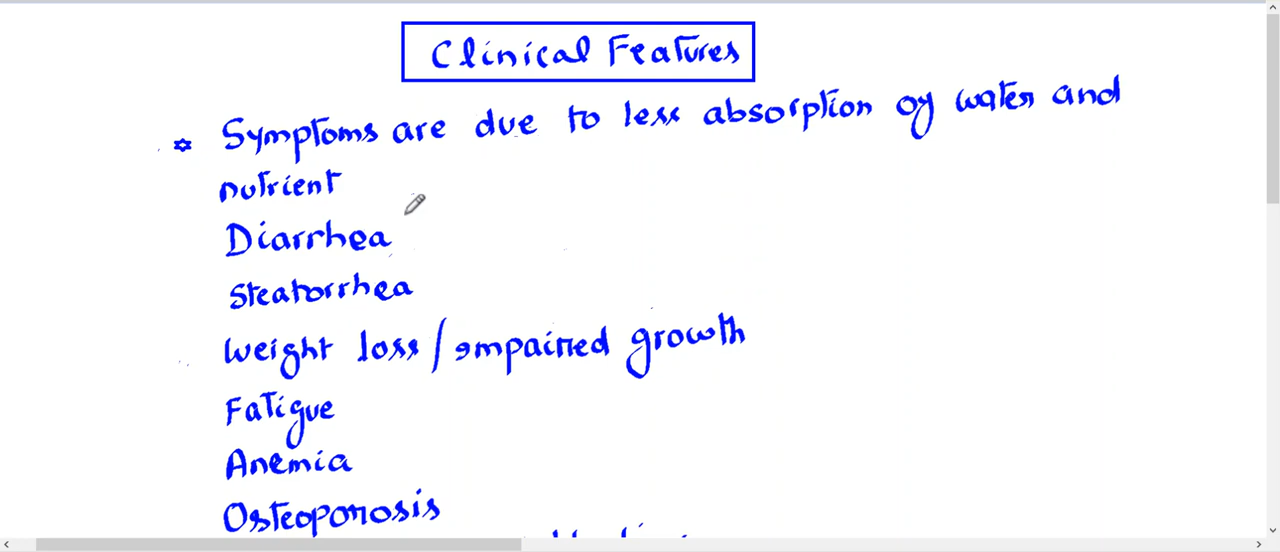 Clinical Features
Symptoms are due to less absorption of water and
nutrient
Diarrhea
Steatorrhea
Weight loss/impaired growth
Fatigue
Anemia
Osteoporosis